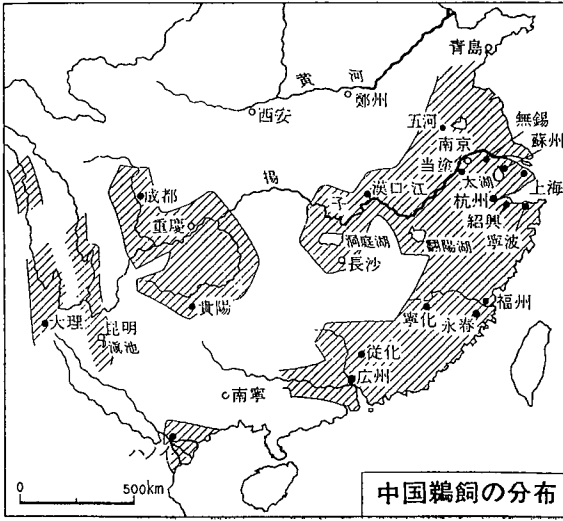 青島
黄河
西安
鄭州
五河
南京
無錫
蘇州
当塗
太湖
上海
成都
揚子江
漢口
杭州
紹興
寧波
重慶
洞庭湖
長沙
鄱陽湖
貴陽
福州
寧化
永春
大理
昆明
滇池
従化
広州
南寧
ハノイ
0 500km
中国鵜飼の分布